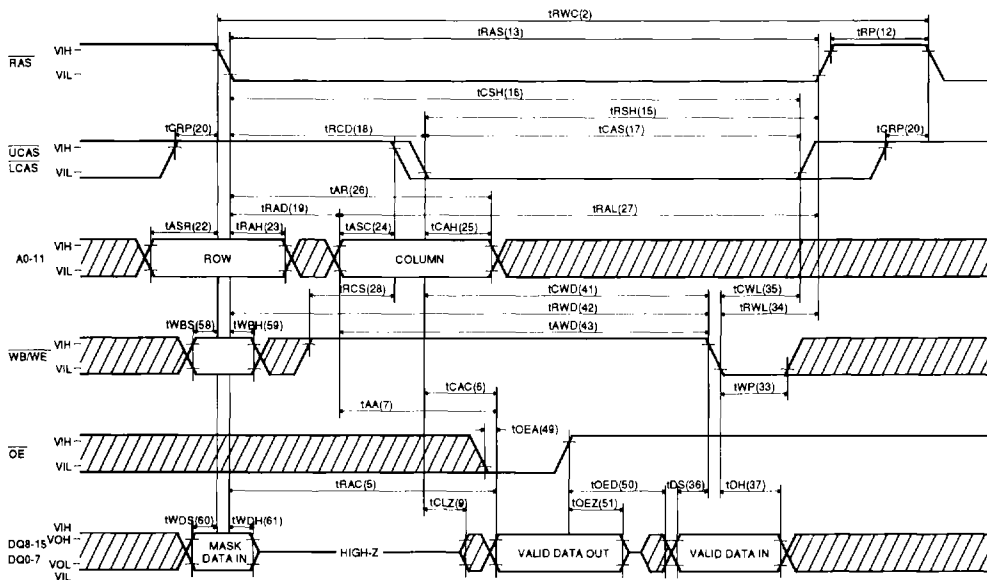 tRWC(2)
tRAS(13)
tRP(12)
RAS
VIH
VIL
tCSH(16)
tRSH(15)
tCRP(20)
tRCD(18)
tCAS(17)
tCRP(20)
UCAS
LCAS
VIH
VIL
tAR(26)
tRAD(19)
tRAL(27)
tASR(22)
tRAH(23)
tASC(24)
tCAH(25)
A0-11
VIH
VIL
ROW
COLUMN
tRCS(28)
tCWD(41)
tCWL(35)
tRWD(42)
tRWL(34)
tWBS(58)
tWBH(59)
tAWD(43)
WB/WE
VIH
VIL
tWP(33)
tCAC(6)
tAA(7)
tOEA(49)
OE
VIH
VIL
tRAC(5)
tOED(50)
tDS(36)
tDH(37)
tCLZ(9)
tOEZ(51)
tWDS(60)
tWDH(61)
VIH
VOH
DQ8-15
DQ0-7
VOL
VIL
MASK
DATA IN
HIGH-Z
VALID DATA OUT
VALID DATA IN